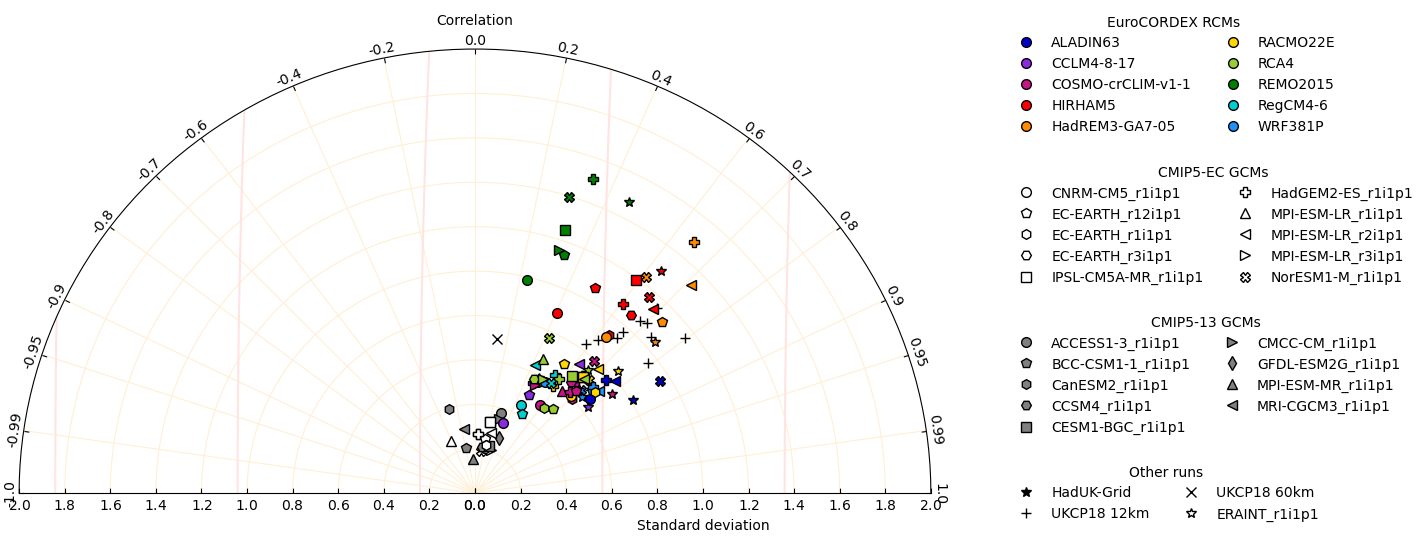 Correlation
0.0
-0.2
0.2
-0.4
0.4
-0.6
0.6
-0.7
0.7
-0.8
0.8
-0.9
0.9
-0.95
0.95
-0.99
0.99
-1.0
1.0
2.0 1.8 1.6 1.4 1.2 1.0 0.8 0.6 0.4 0.2 0.0 0.2 0.4 0.6 0.8 1.0 1.2 1.4 1.6 1.8 2.0
Standard deviation
EuroCORDEX RCMs
ALADIN63 RACMO22E
CCLM4-8-17 RCA4
COSMO-crCLIM-v1-1 REMO2015
HIRHAM5 RegCM4-6
HadREM3-GA7-05 WRF381P
CMIP5-EC GCMs
CNRM-CM5_r1i1p1 HadGEM2-ES_r1i1p1
EC-EARTH_r12i1p1 MPI-ESM-LR_r1i1p1
EC-EARTH_r1i1p1 MPI-ESM-LR_r2i1p1
EC-EARTH_r3i1p1 MPI-ESM-LR_r3i1p1
IPSL-CM5A-MR_r1i1p1 NorESM1-M_r1i1p1
CMIP5-13 GCMs
ACCESS1-3_r1i1p1 CMCC-CM_r1i1p1
BCC-CSM1-1_r1i1p1 GFDL-ESM2G_r1i1p1
CanESM2_r1i1p1 MPI-ESM-MR_r1i1p1
CCSM4_r1i1p1 MRI-CGCM3_r1i1p1
CESM1-BGC_r1i1p1
Other runs
HadUK-Grid UKCP18 60km
UKCP18 12km ERAINT_r1i1p1